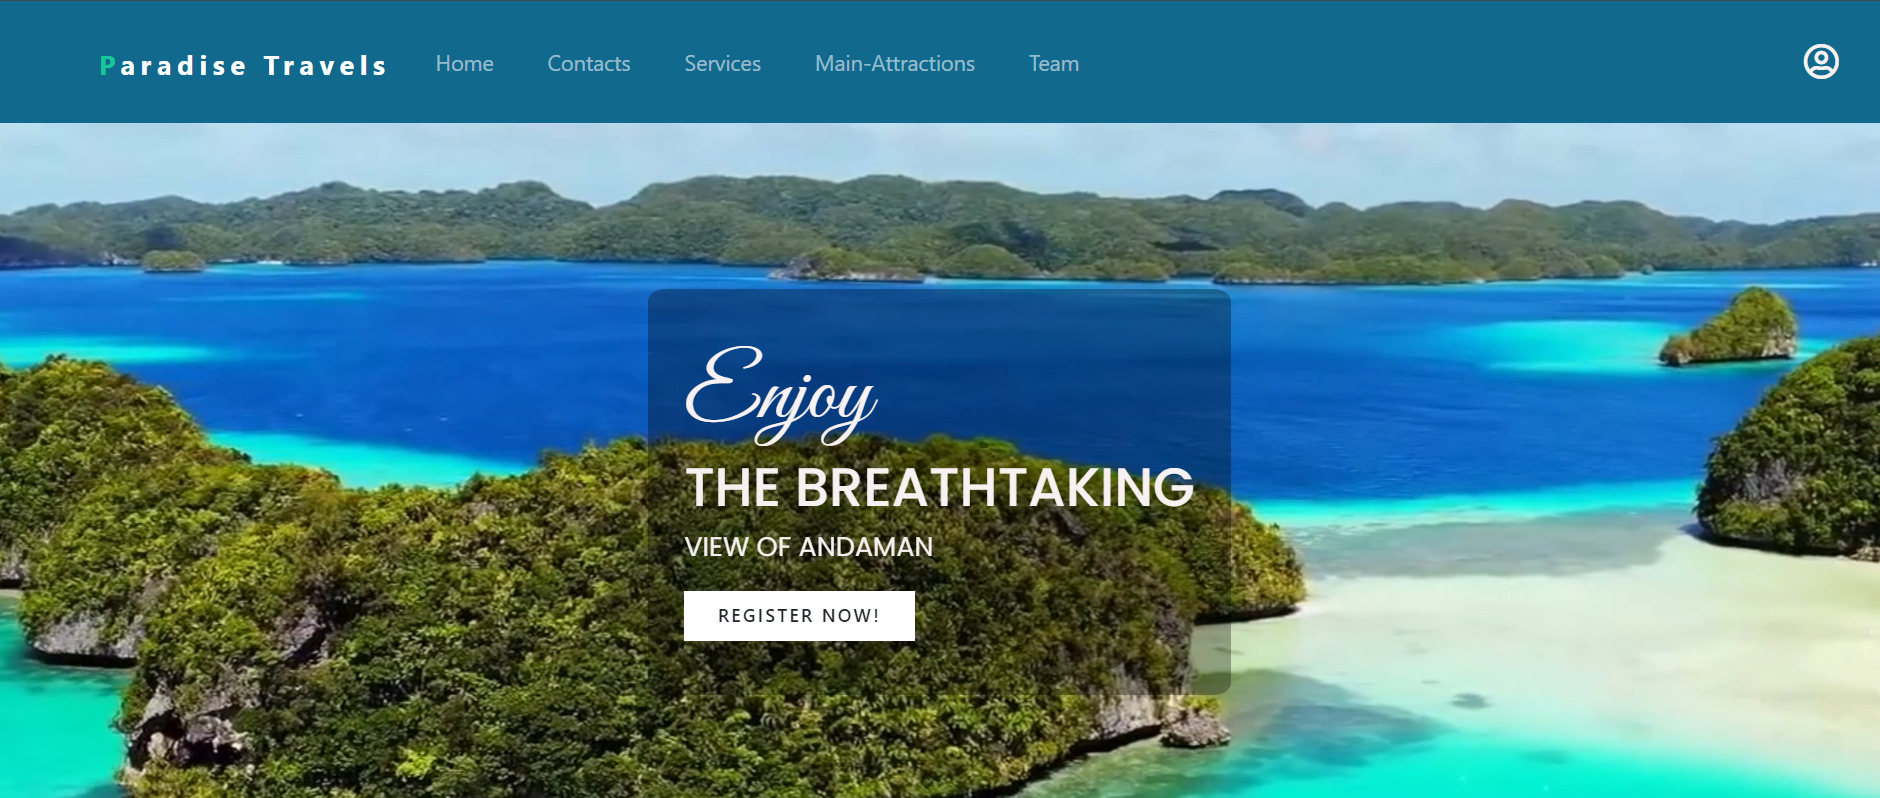 Paradise Travels Home Contacts Services Main-Attractions Team
Enjoy
THE BREATHTAKING
VIEW OF ANDAMAN
REGISTER NOW!